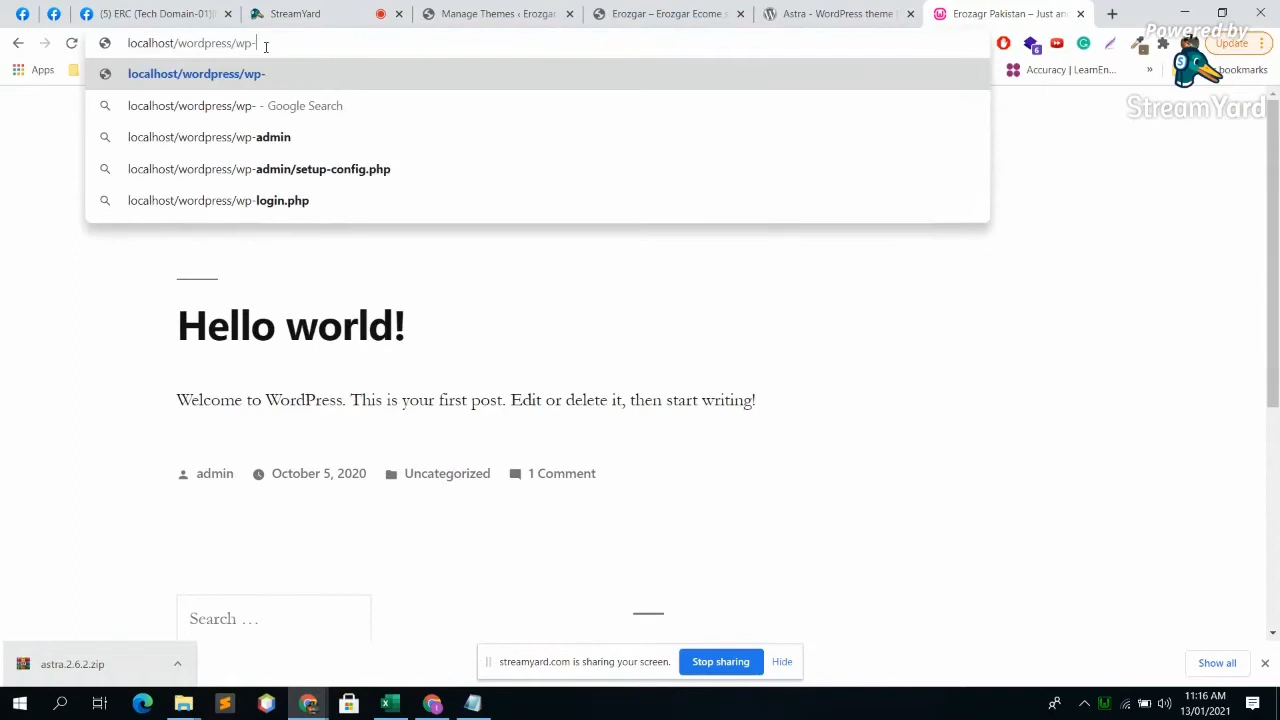 (5) ERC (Tech Domain-01)
StreamYard
Manage Themes ‹ Erozgar
Erozgar – Erozgar Ecome
Astra - WordPress theme
Erozagr Pakistan – Just an
localhost/wordpress/wp-
Update
Powered by
StreamYard
Apps
Accuracy | LearnEn...
»
bookmarks
localhost/wordpress/wp-
localhost/wordpress/wp- - Google Search
localhost/wordpress/wp-admin
localhost/wordpress/wp-admin/setup-config.php
localhost/wordpress/wp-login.php
Hello world!
Welcome to WordPress. This is your first post. Edit or delete it, then start writing!
admin October 5, 2020 Uncategorized 1 Comment
Search …
astra.2.6.2.zip
streamyard.com is sharing your screen. Stop sharing Hide
Show all
11:16 AM
13/01/2021